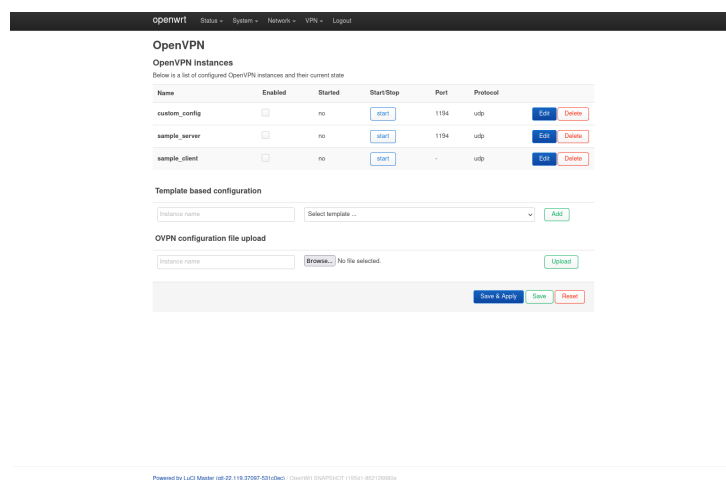 openwrt Status System Network VPN Logout
OpenVPN
OpenVPN instances
Below is a list of configured OpenVPN instances and their current state
Name Enabled Started Start/Stop Port Protocol
custom_config no start 1194 udp Edit Delete
sample_server no start 1194 udp Edit Delete
sample_client no start - udp Edit Delete
Template based configuration
Instance name Select template ... Add
OVPN configuration file upload
Instance name Browse... No file selected. Upload
Save & Apply Save Reset
Powered by LuCI Master / OpenWrt SNAPSHOT